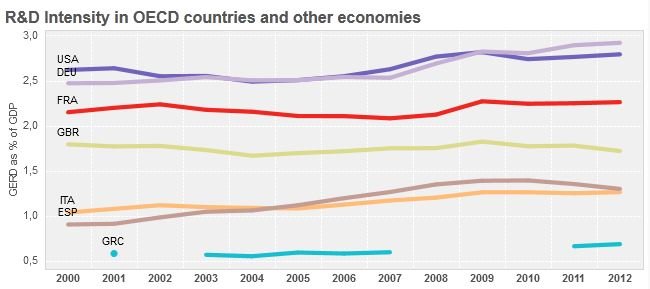 R&D Intensity in OECD countries and other economies
3,0
2,5
2,0
1,5
1,0
0,5
GERD as % of GDP
USA
DEU
FRA
GBR
ITA
ESP
GRC
2000 2001 2002 2003 2004 2005 2006 2007 2008 2009 2010 2011 2012